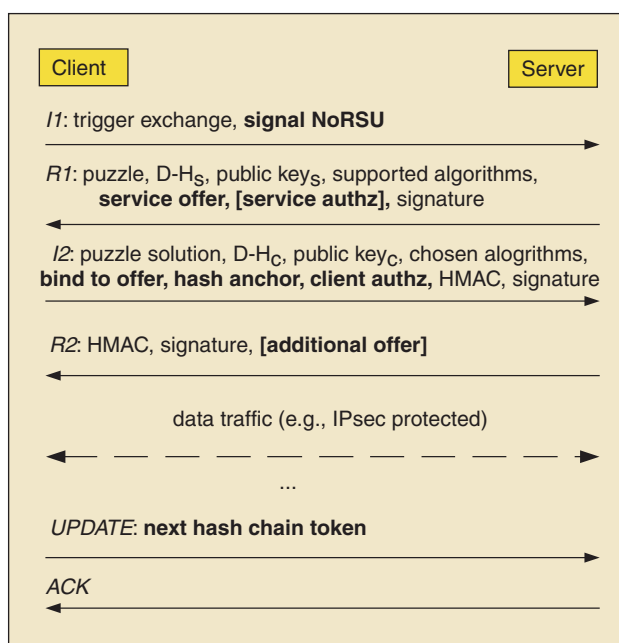 Client
Server
I1: trigger exchange, signal NoRSU
R1: puzzle, D-HS, public keyS, supported algorithms,
service offer, [service authz], signature
I2: puzzle solution, D-HC, public keyC, chosen alogrithms,
bind to offer, hash anchor, client authz, HMAC, signature
R2: HMAC, signature, [additional offer]
data traffic (e.g., IPsec protected)
...
UPDATE: next hash chain token
ACK